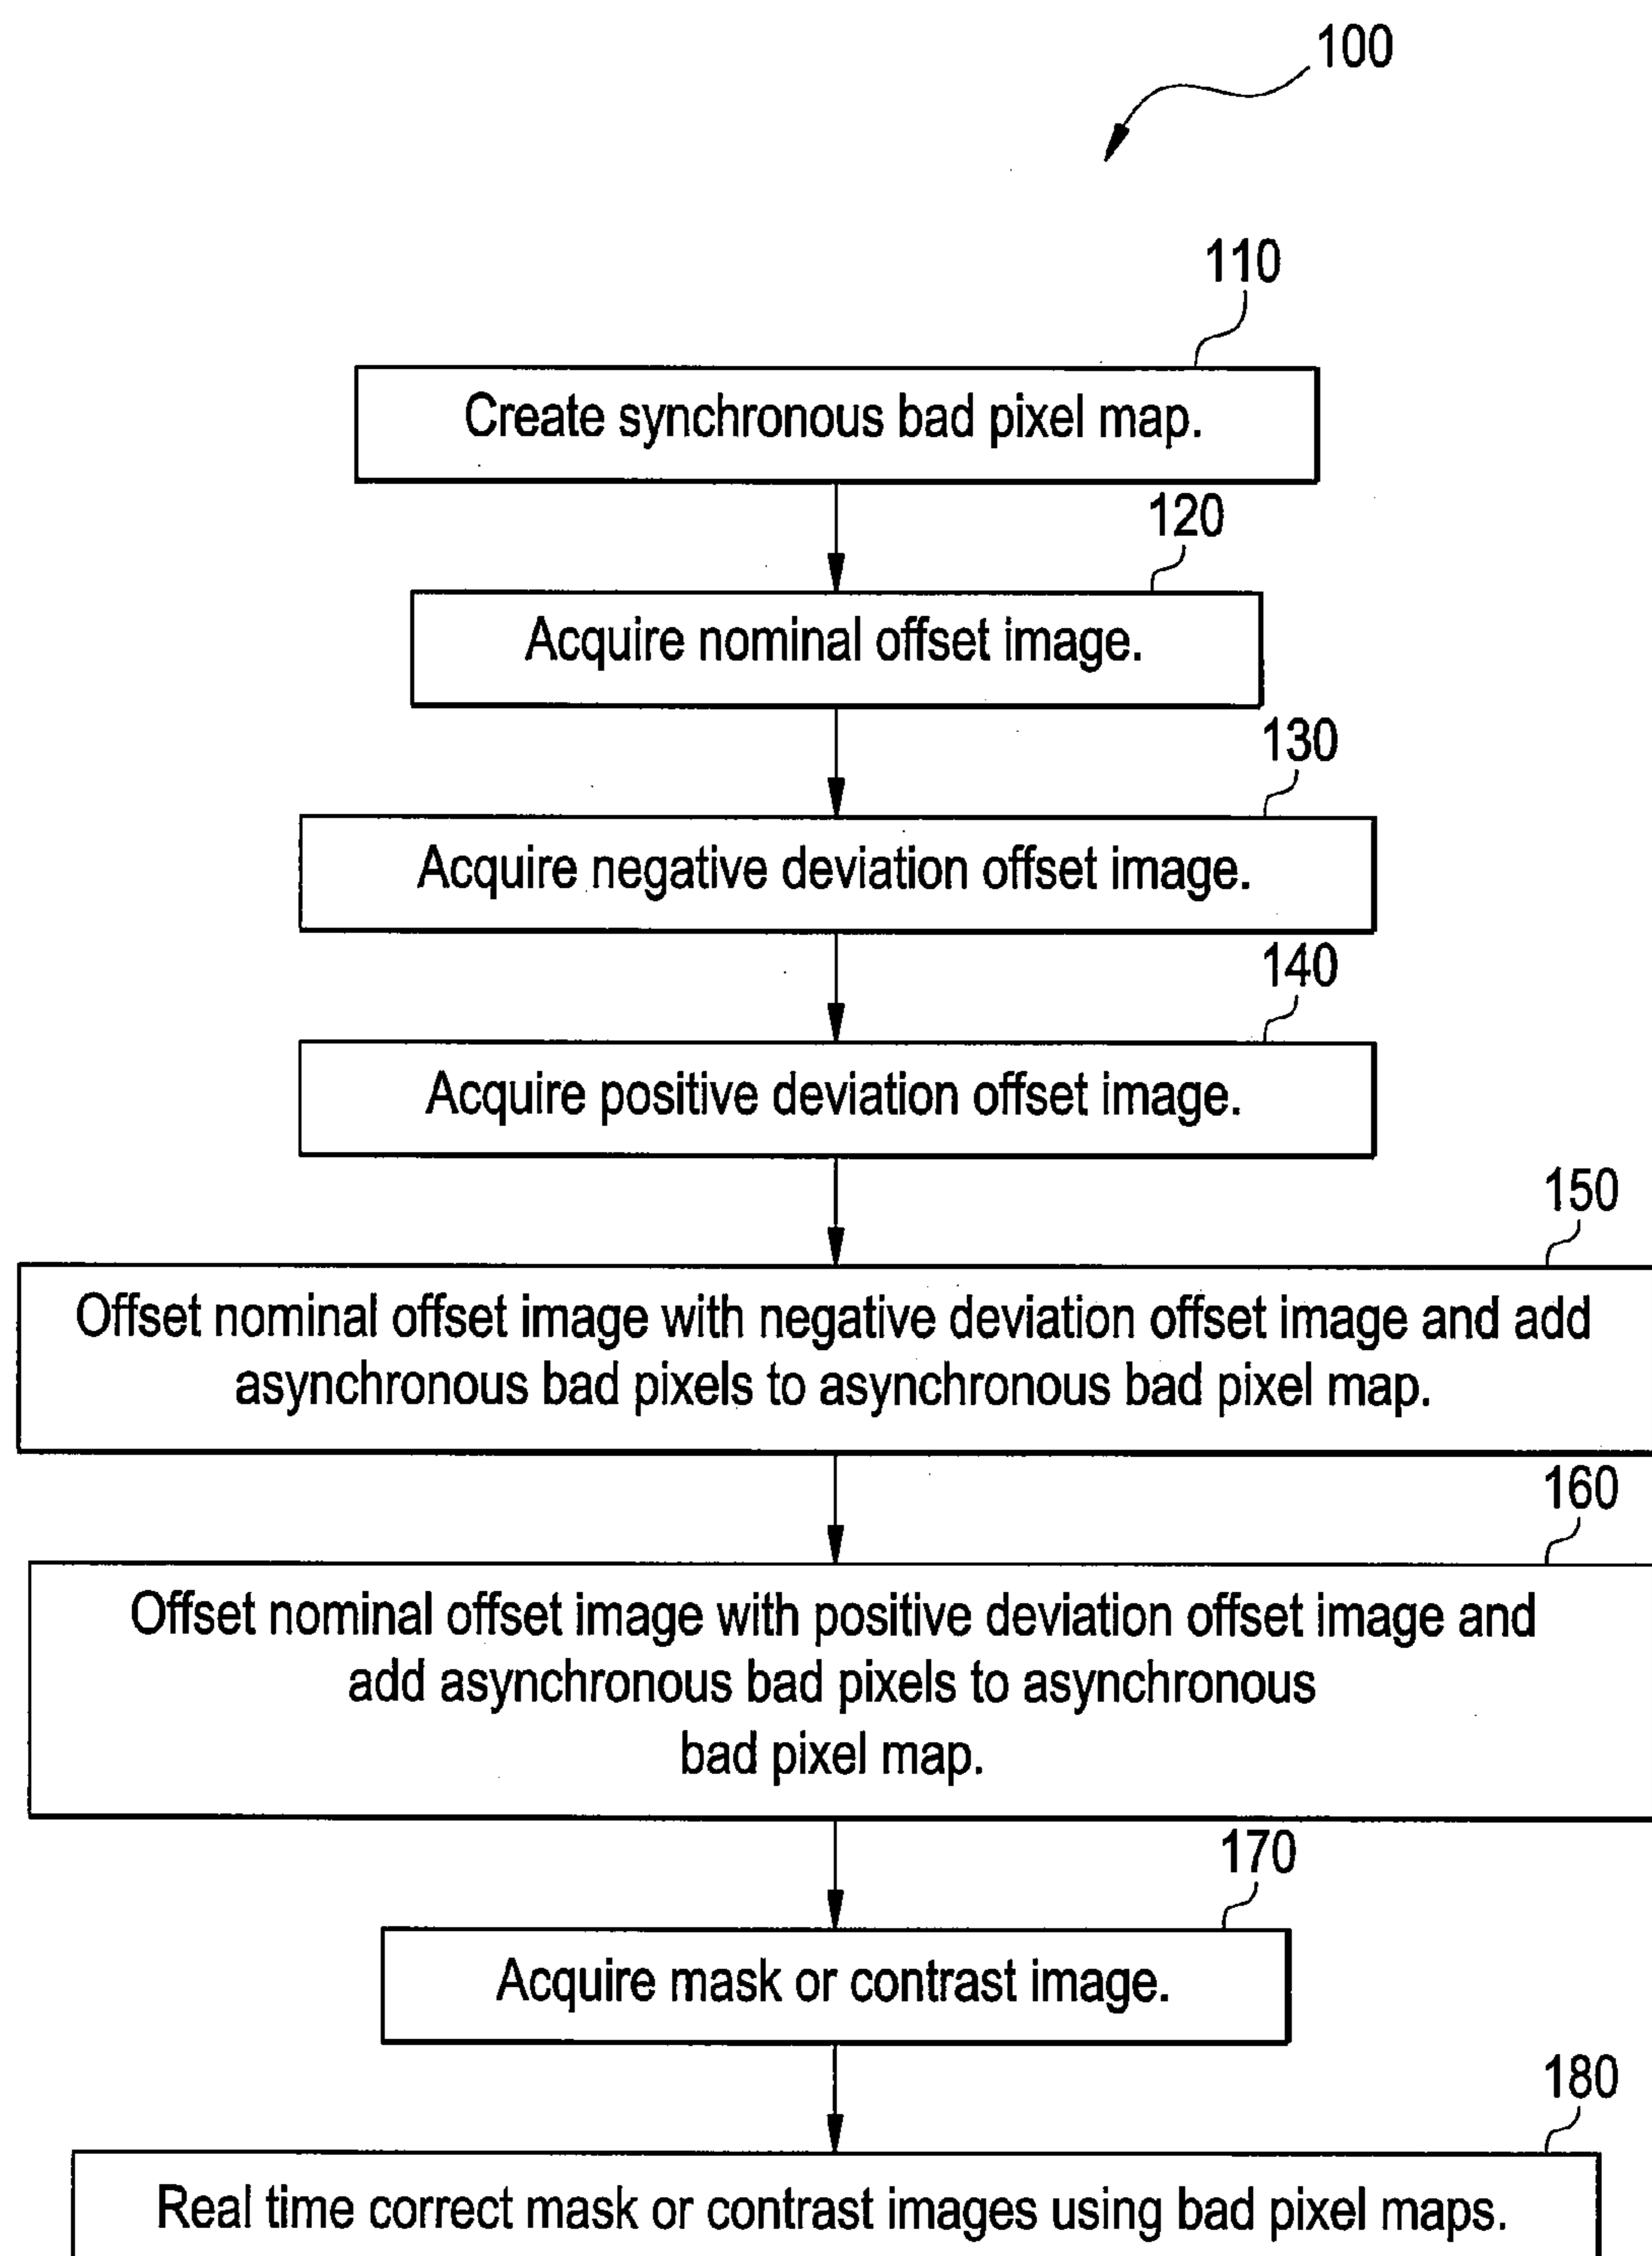 100
110
Create synchronous bad pixel map.
120
Acquire nominal offset image.
130
Acquire negative deviation offset image.
140
Acquire positive deviation offset image.
150
Offset nominal offset image with negative deviation offset image and add
asynchronous bad pixels to asynchronous bad pixel map.
160
Offset nominal offset image with positive deviation offset image and
add asynchronous bad pixels to asynchronous
bad pixel map.
170
Acquire mask or contrast image.
180
Real time correct mask or contrast images using bad pixel maps.